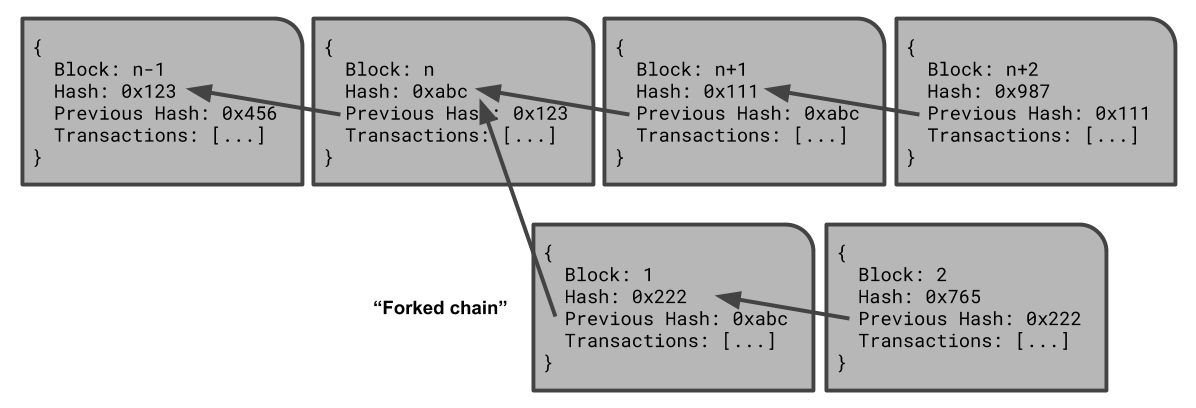 {
Block: n-1
Hash: 0x123
Previous Hash: 0x456
Transactions: [...]
}
{
Block: n
Hash: 0xabc
Previous Hash: 0x123
Transactions: [...]
}
{
Block: n+1
Hash: 0x111
Previous Hash: 0xabc
Transactions: [...]
}
{
Block: n+2
Hash: 0x987
Previous Hash: 0x111
Transactions: [...]
}
“Forked chain”
{
Block: 1
Hash: 0x222
Previous Hash: 0xabc
Transactions: [...]
}
{
Block: 2
Hash: 0x765
Previous Hash: 0x222
Transactions: [...]
}